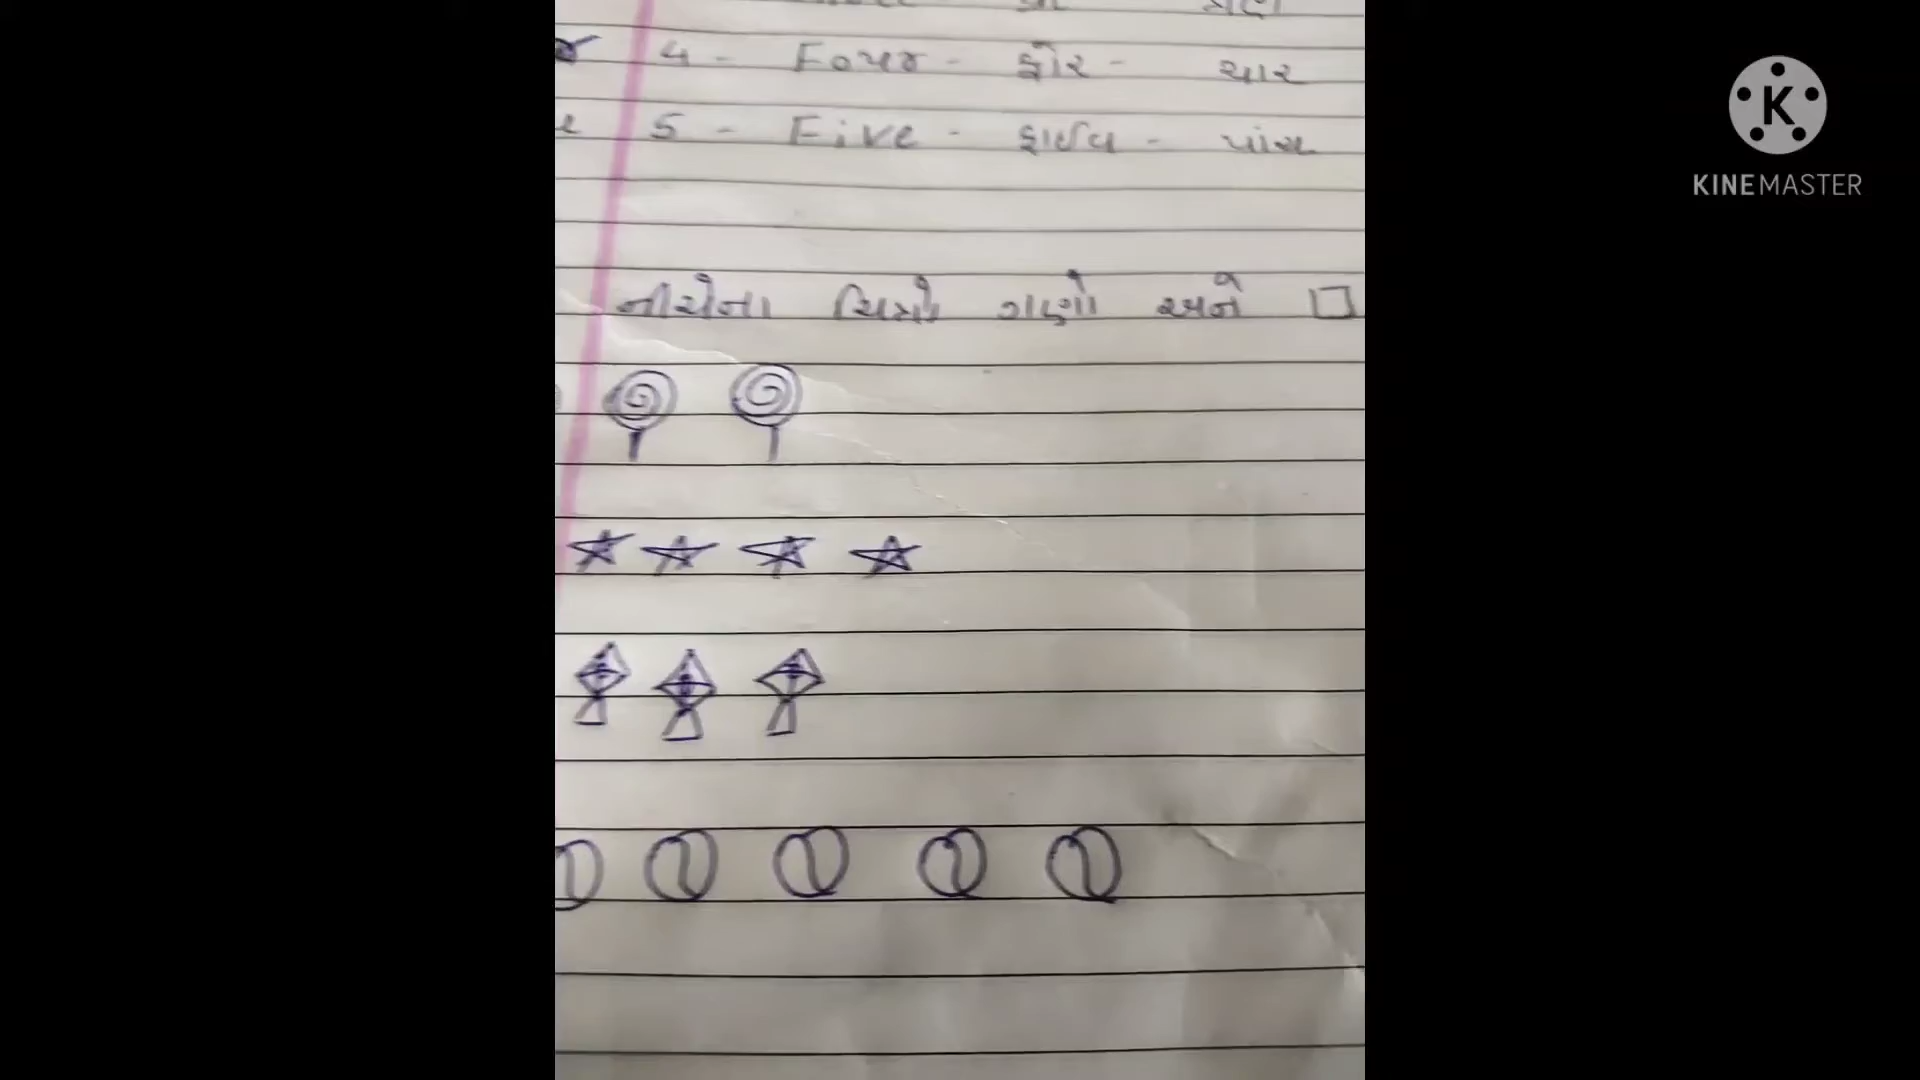 4 - Four - ફોર - ચાર
5 - Five - ફાઈવ - પાંચ
નીચેના ચિત્રો ગણો અને
K
KINEMASTER